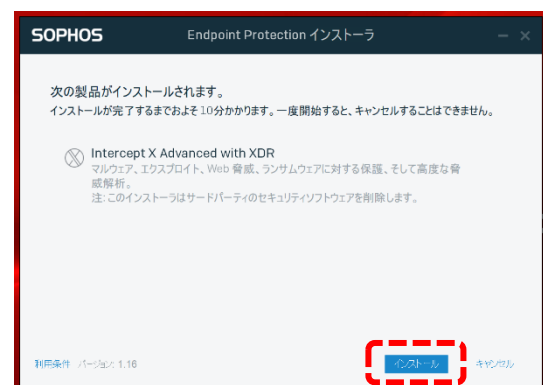 SOPHOS Endpoint Protection インストーラ
次の製品がインストールされます。
インストールが完了するまでおよそ10分かかります。一度開始すると、キャンセルすることはできません。
Intercept X Advanced with XDR
マルウェア、エクスプロイト、Web 脅威、ランサムウェアに対する保護、そして高度な脅
威解析。
注: このインストーラはサードパーティのセキュリティソフトウェアを削除します。
利用条件 バージョン: 1.16 インストール キャンセル